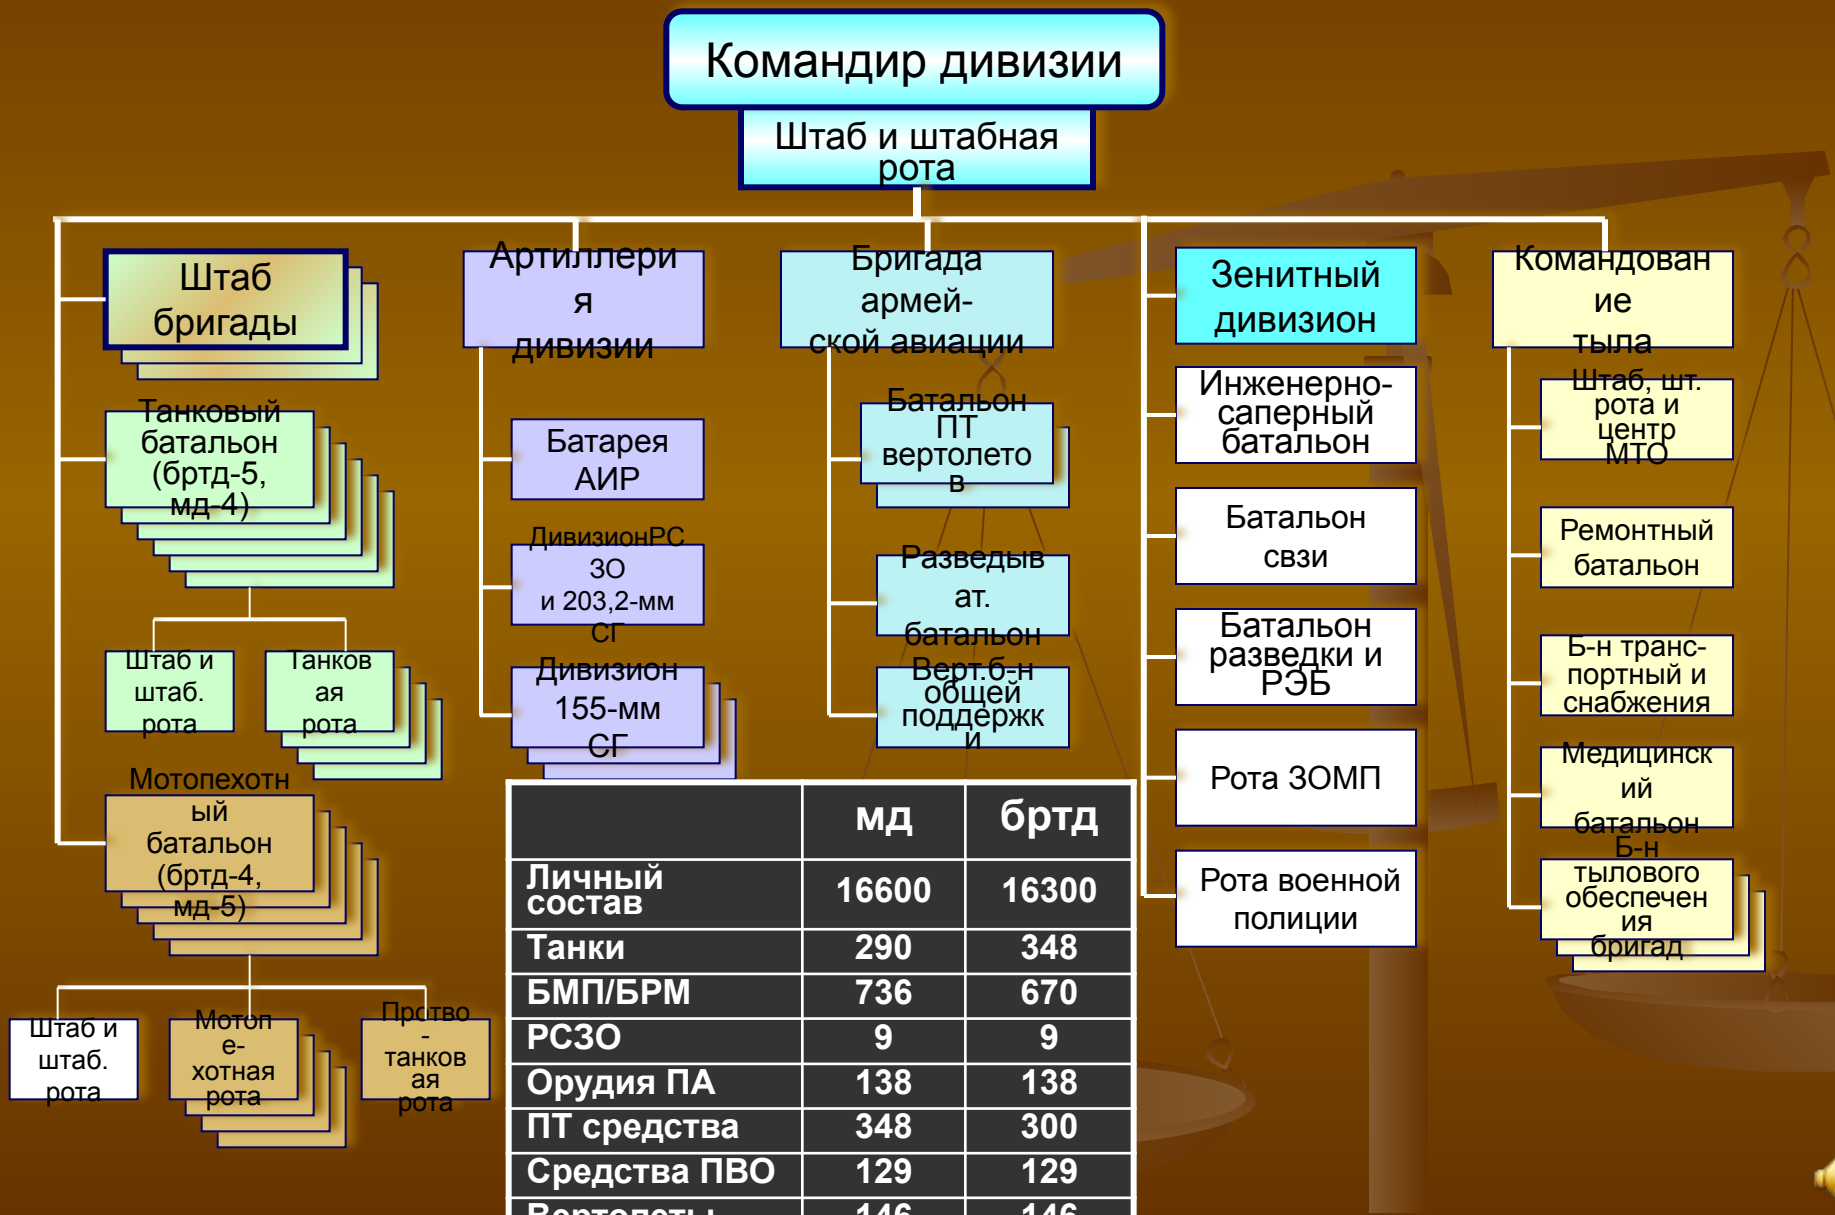 Командир дивизии
Штаб и штабная
рота
Штаб
бригады
Танковый
батальон
(бртд-5,
мд-4)
Штаб и
штаб.
рота
Танков
ая
рота
Мотопехотн
ый
батальон
(бртд-4,
мд-5)
Штаб и
штаб.
рота
Мотоп
е-
хотная
рота
Протво
-
танков
ая
рота
Артиллери
я
дивизии
Батарея
АИР
ДивизионРС
ЗО
и 203,2-мм
СГ
Дивизион
155-мм
СГ
Бригада
армей-
ской авиации
Батальон
ПТ
вертолето
в
Разведыв
ат.
батальон
Верт.б-н
общей
поддержк
и
Зенитный
дивизион
Инженерно-
саперный
батальон
Батальон
свзи
Батальон
разведки и
РЭБ
Рота ЗОМП
Рота военной
полиции
Командован
ие
тыла
Штаб, шт.
рота и
центр
МТО
Ремонтный
батальон
Б-н транс-
портный и
снабжения
Медицинск
ий
батальон
Б-н
тылового
обеспечен
ия
бригад
мд бртд
Личный
состав 16600 16300
Танки 290 348
БМП/БРМ 736 670
РСЗО 9 9
Орудия ПА 138 138
ПТ средства 348 300
Средства ПВО 129 129
Вертолеты 146 146